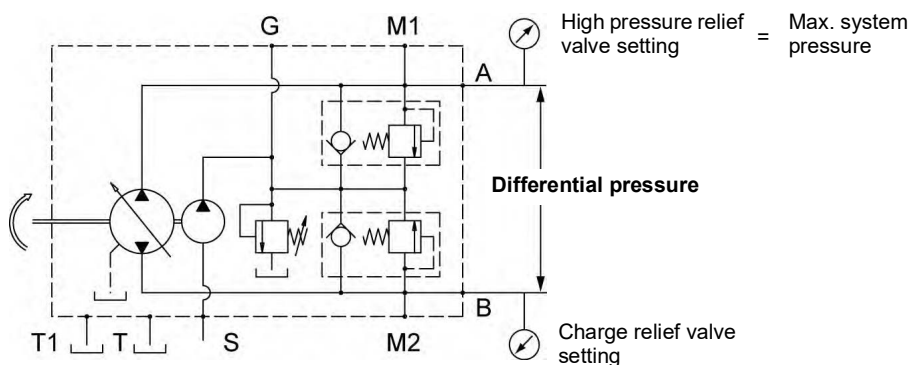 G
M1
High pressure relief valve setting = Max. system pressure
A
Differential pressure
B
T1
T
S
M2
Charge relief valve setting